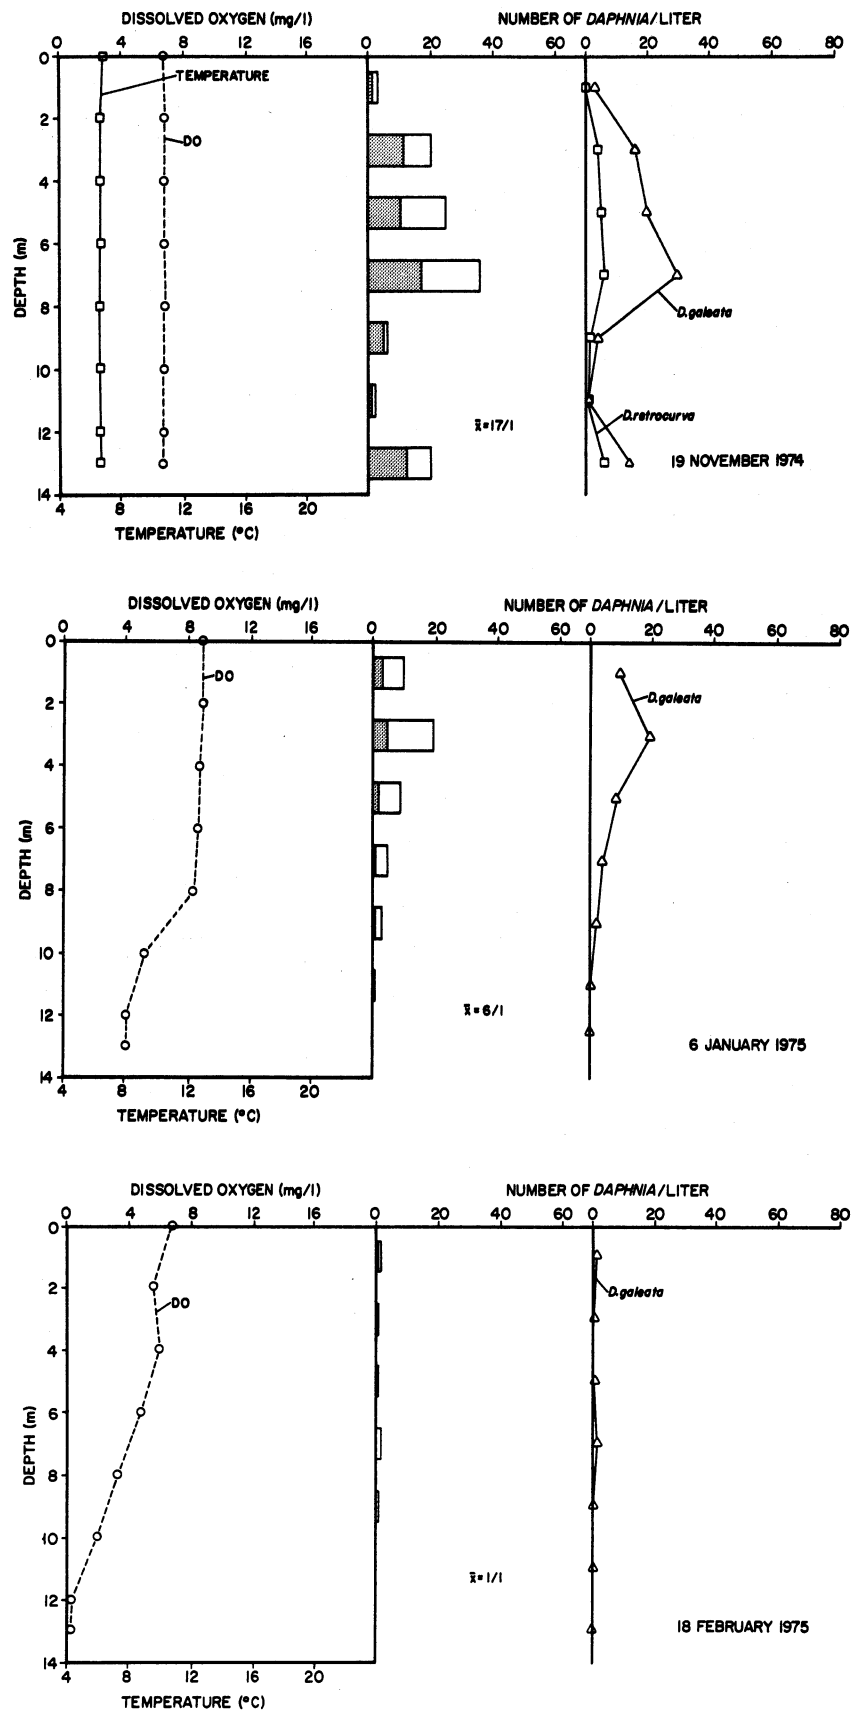 DISSOLVED OXYGEN (mg/l) NUMBER OF DAPHNIA/LITER
0 4 8 12 16 0 20 40 60 0 20 40 60 80
0
TEMPERATURE
2
DO
4
6
DEPTH (m)
8
D.galeata
10
D.retrocurva
x̄=17/1
12
19 NOVEMBER 1974
14
4 8 12 16 20
TEMPERATURE (°C)
DISSOLVED OXYGEN (mg/l) NUMBER OF DAPHNIA/LITER
0 4 8 12 16 0 20 40 60 0 20 40 60 80
0
DO
D.galeata
2
4
6
DEPTH (m)
8
10
x̄=6/1
12
6 JANUARY 1975
14
4 8 12 16 20
TEMPERATURE (°C)
DISSOLVED OXYGEN (mg/l) NUMBER OF DAPHNIA/LITER
0 4 8 12 16 0 20 40 60 0 20 40 60 80
0
2
D.galeata
DO
4
6
DEPTH (m)
8
10
x̄=1/1
12
18 FEBRUARY 1975
14
4 8 12 16 20
TEMPERATURE (°C)